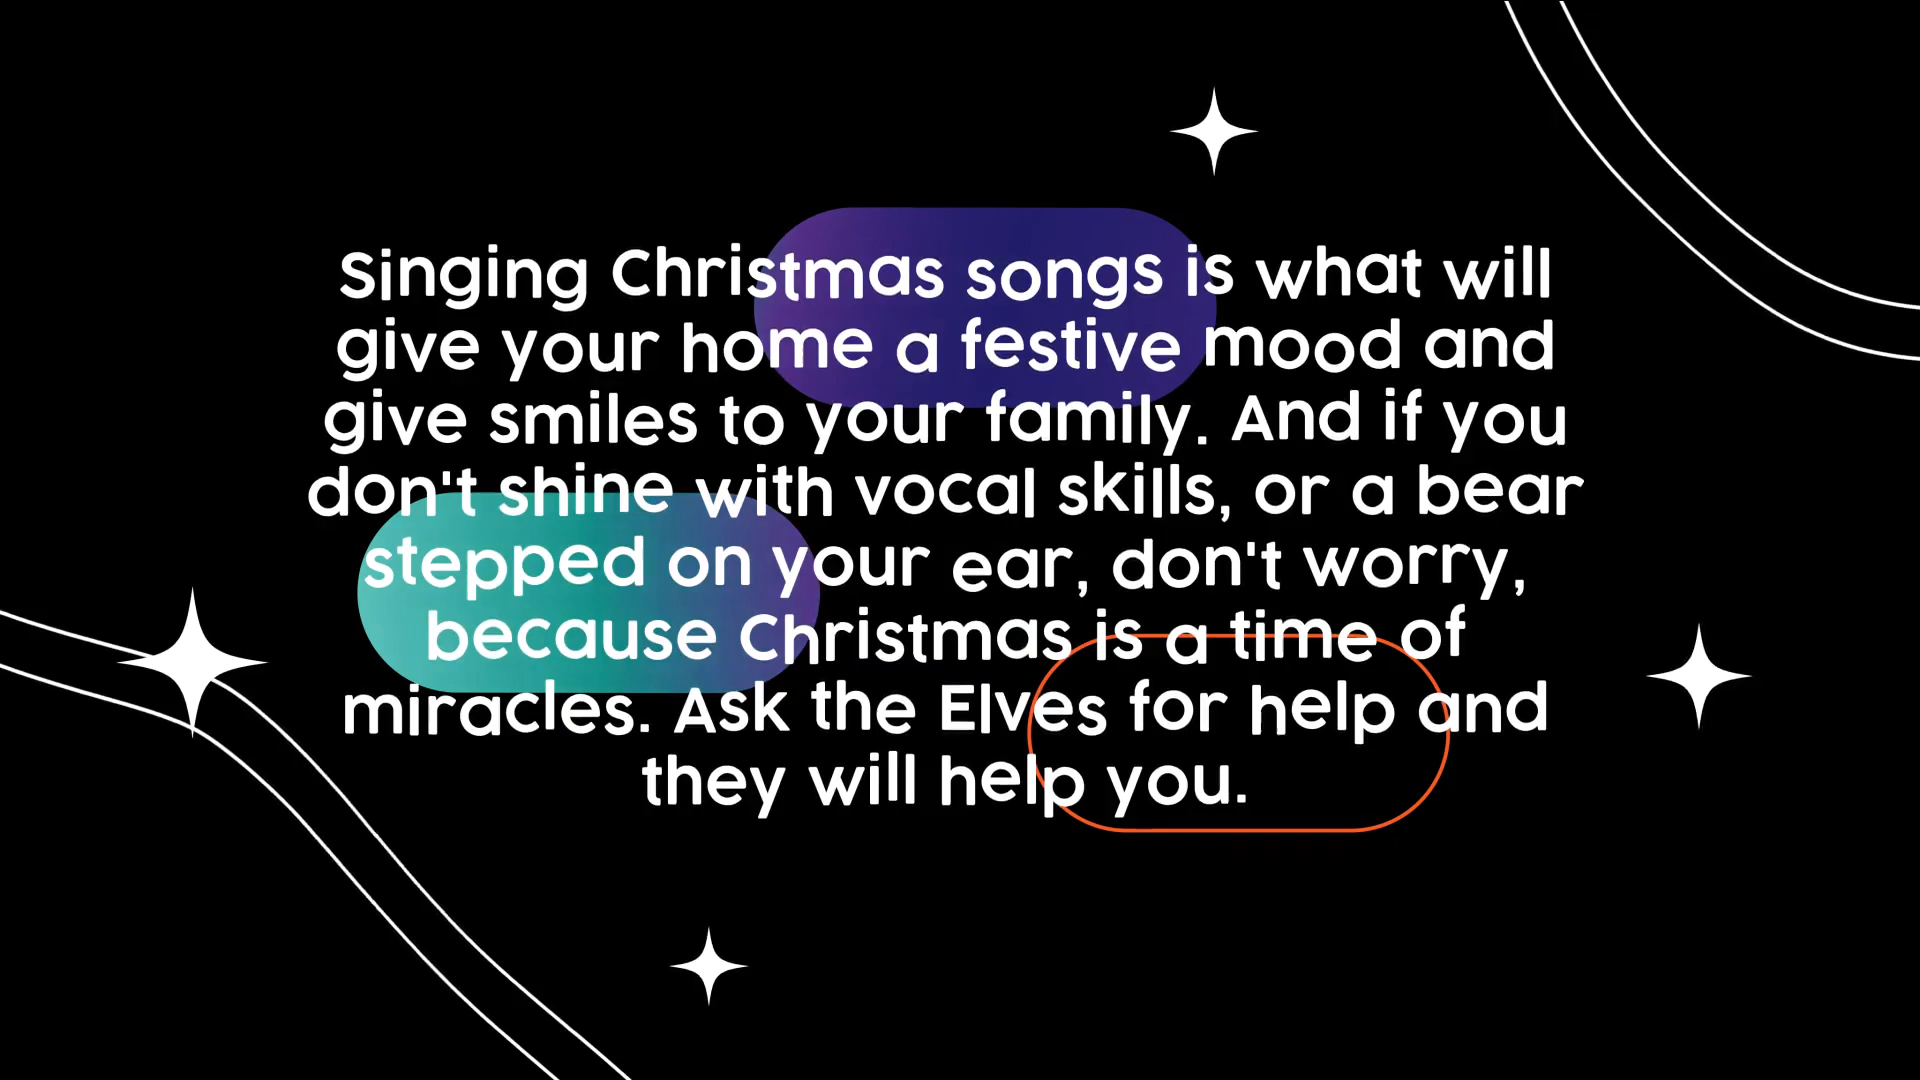 Singing Christmas songs is what will
give your home a festive mood and
give smiles to your family. And if you
don't shine with vocal skills, or a bear
stepped on your ear, don't worry,
because Christmas is a time of
miracles. Ask the Elves for help and
they will help you.